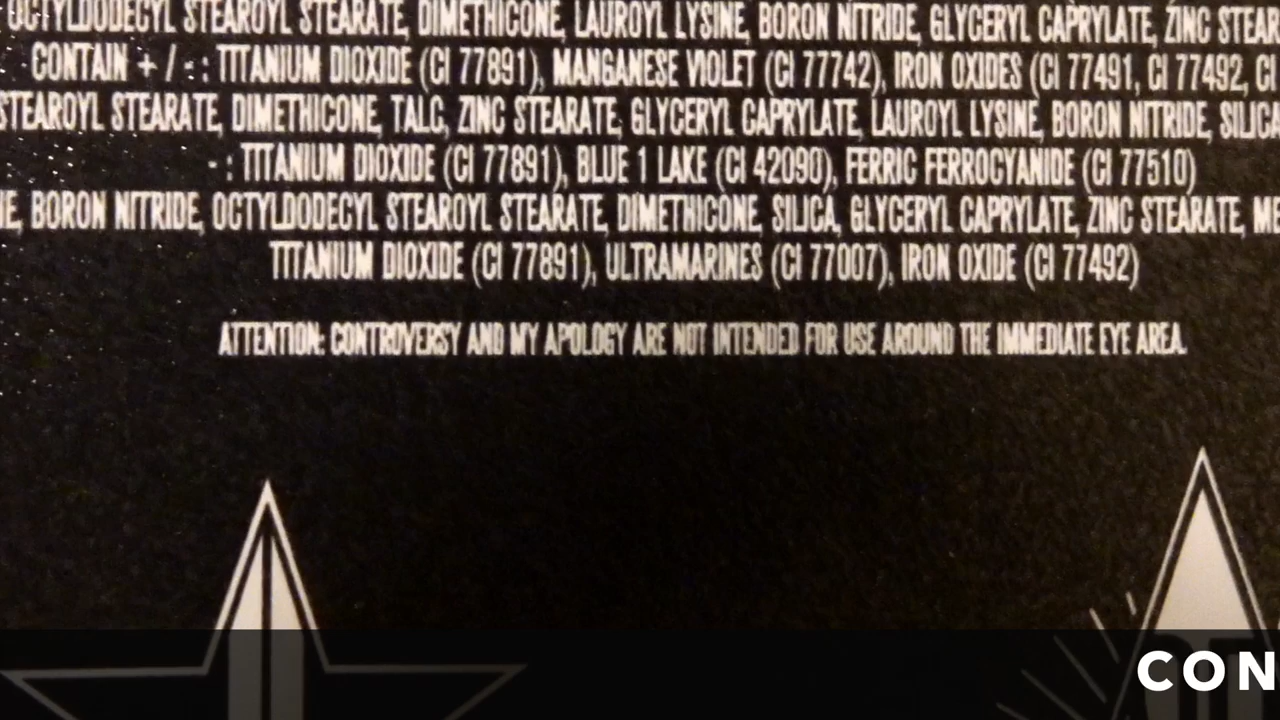 OCTYLDODECYL STEAROYL STEARATE, DIMETHICONE, LAUROYL LYSINE, BORON NITRIDE, GLYCERYL CAPRYLATE, ZINC STEAR
CONTAIN + / - : TITANIUM DIOXIDE (CI 77891), MANGANESE VIOLET (CI 77742), IRON OXIDES (CI 77491, CI 77492, CI
STEAROYL STEARATE, DIMETHICONE, TALC, ZINC STEARATE, GLYCERYL CAPRYLATE, LAUROYL LYSINE, BORON NITRIDE, SILICA
- : TITANIUM DIOXIDE (CI 77891), BLUE 1 LAKE (CI 42090), FERRIC FERROCYANIDE (CI 77510)
NE, BORON NITRIDE, OCTYLDODECYL STEAROYL STEARATE, DIMETHICONE, SILICA, GLYCERYL CAPRYLATE, ZINC STEARATE, ME
TITANIUM DIOXIDE (CI 77891), ULTRAMARINES (CI 77007), IRON OXIDE (CI 77492)
ATTENTION: CONTROVERSY AND MY APOLOGY ARE NOT INTENDED FOR USE AROUND THE IMMEDIATE EYE AREA.
CON